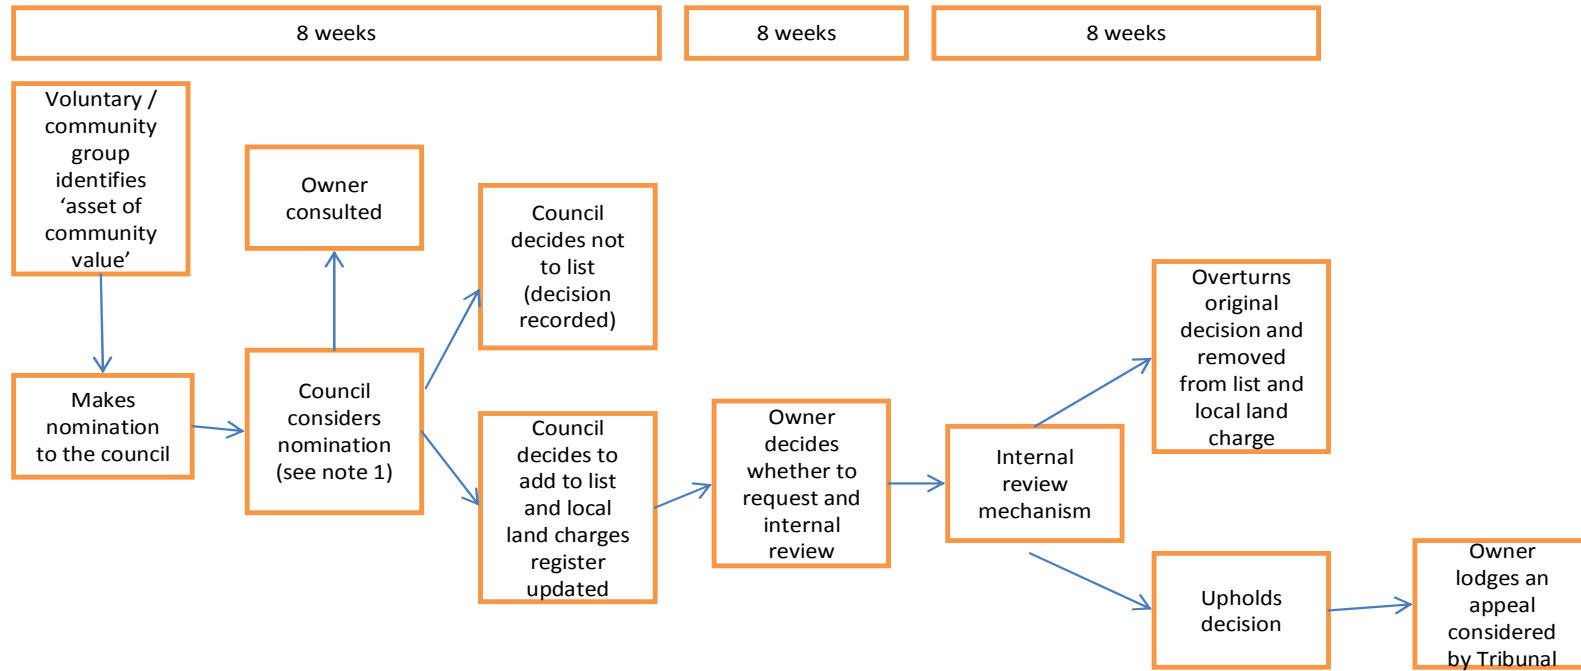 8 weeks
8 weeks
8 weeks
Voluntary /
community
group
identifies
‘asset of
community
value’
Makes
nomination
to the council
Owner
consulted
Council
considers
nomination
(see note 1)
Council
decides not
to list
(decision
recorded)
Council
decides to
add to list
and local
land charges
register
updated
Owner
decides
whether to
request and
internal
review
Internal
review
mechanism
Overturns
original
decision and
removed
from list and
local land
charge
Upholds
decision
Owner
lodges an
appeal
considered
by Tribunal